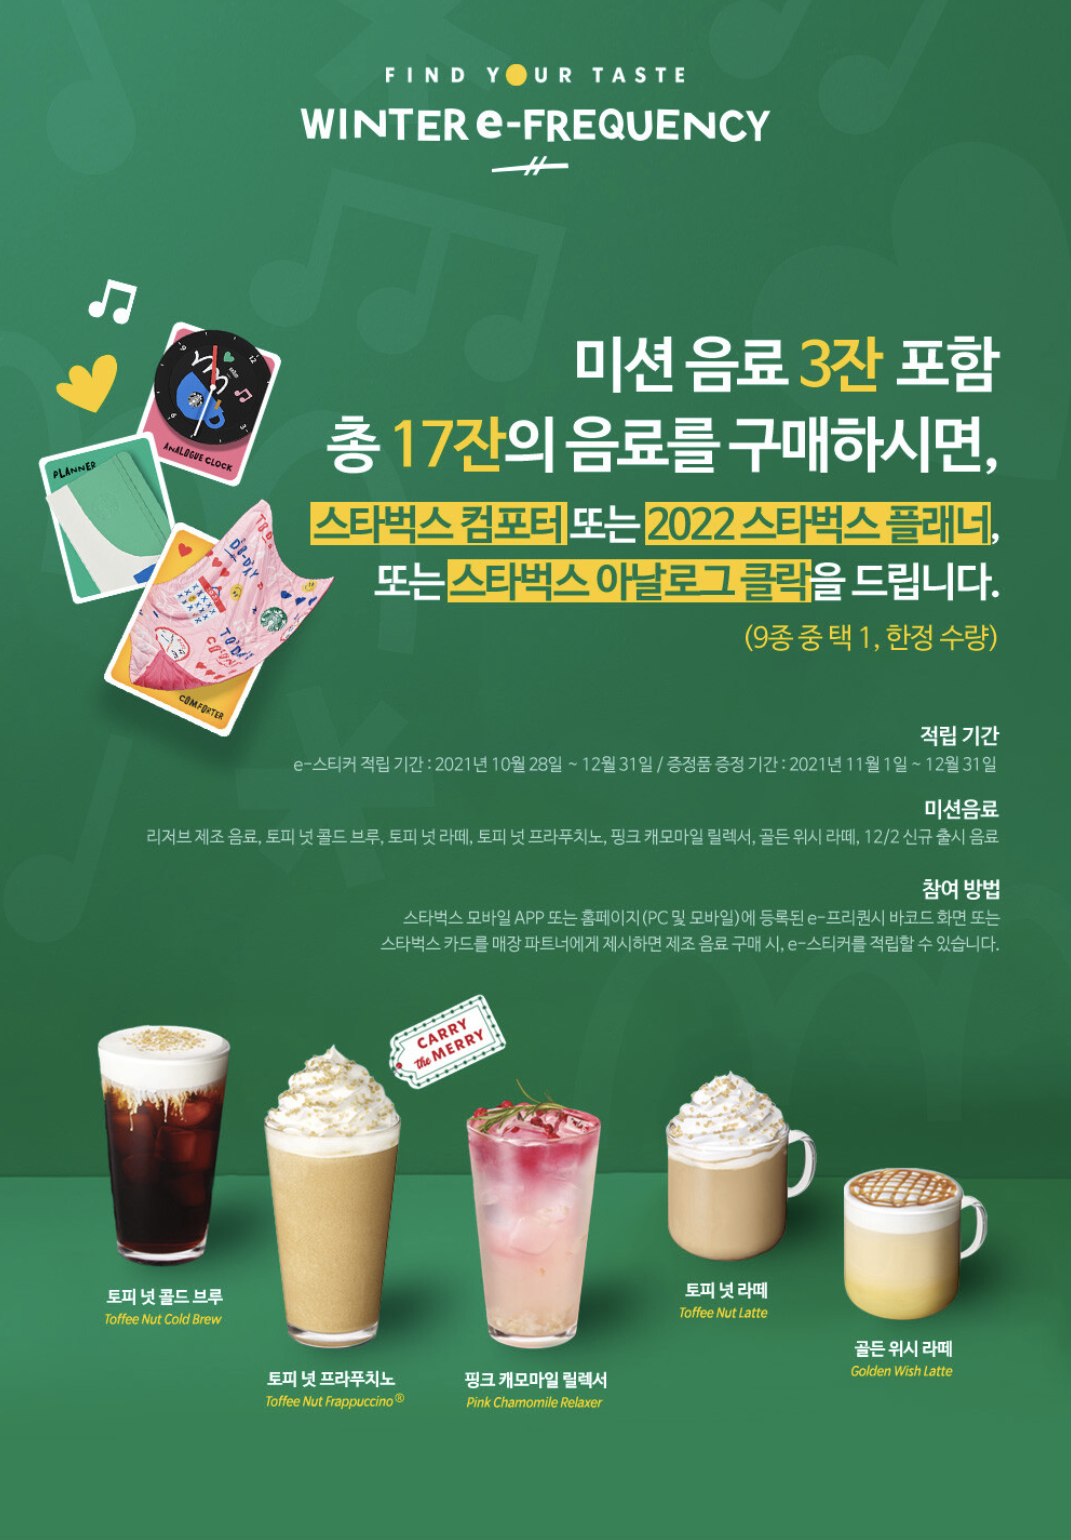 FIND YOUR TASTE
WINTER e-FREQUENCY
미션 음료 3잔 포함
총 17잔의 음료를 구매하시면,
스타벅스 컴포터 또는 2022 스타벅스 플래너,
또는 스타벅스 아날로그 클락을 드립니다.
(9종 중 택 1, 한정 수량)
ANALOGUE CLOCK
PLANNER
COMFORTER
적립 기간
e-스티커 적립 기간 : 2021년 10월 28일 ~ 12월 31일 / 증정품 증정 기간 : 2021년 11월 1일 ~ 12월 31일
미션음료
리저브 제조 음료, 토피 넛 콜드 브루, 토피 넛 라떼, 토피 넛 프라푸치노, 핑크 캐모마일 릴렉서, 골든 위시 라떼, 12/2 신규 출시 음료
참여 방법
스타벅스 모바일 APP 또는 홈페이지(PC 및 모바일)에 등록된 e-프리퀀시 바코드 화면 또는
스타벅스 카드를 매장 파트너에게 제시하면 제조 음료 구매 시, e-스티커를 적립할 수 있습니다.
CARRY
the MERRY
토피 넛 콜드 브루
Toffee Nut Cold Brew
토피 넛 프라푸치노
Toffee Nut Frappuccino®
핑크 캐모마일 릴렉서
Pink Chamomile Relaxer
토피 넛 라떼
Toffee Nut Latte
골든 위시 라떼
Golden Wish Latte